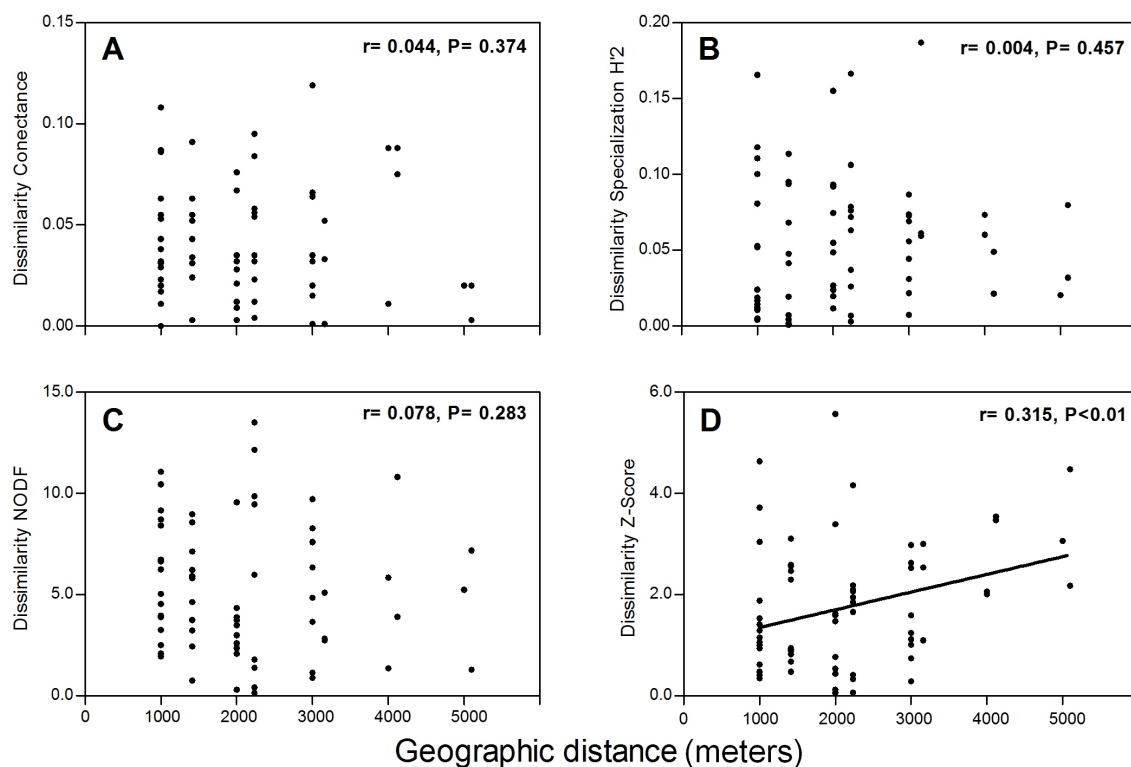 A
r= 0.044, P= 0.374
Dissimilarity Conectance
0.15
0.10
0.05
0.00
B
r= 0.004, P= 0.457
Dissimilarity Specialization H'2
0.20
0.15
0.10
0.05
0.00
C
r= 0.078, P= 0.283
Dissimilarity NODF
15.0
10.0
5.0
0.0
0 1000 2000 3000 4000 5000
D
r= 0.315, P<0.01
Dissimilarity Z-Score
6.0
4.0
2.0
0.0
0 1000 2000 3000 4000 5000
Geographic distance (meters)